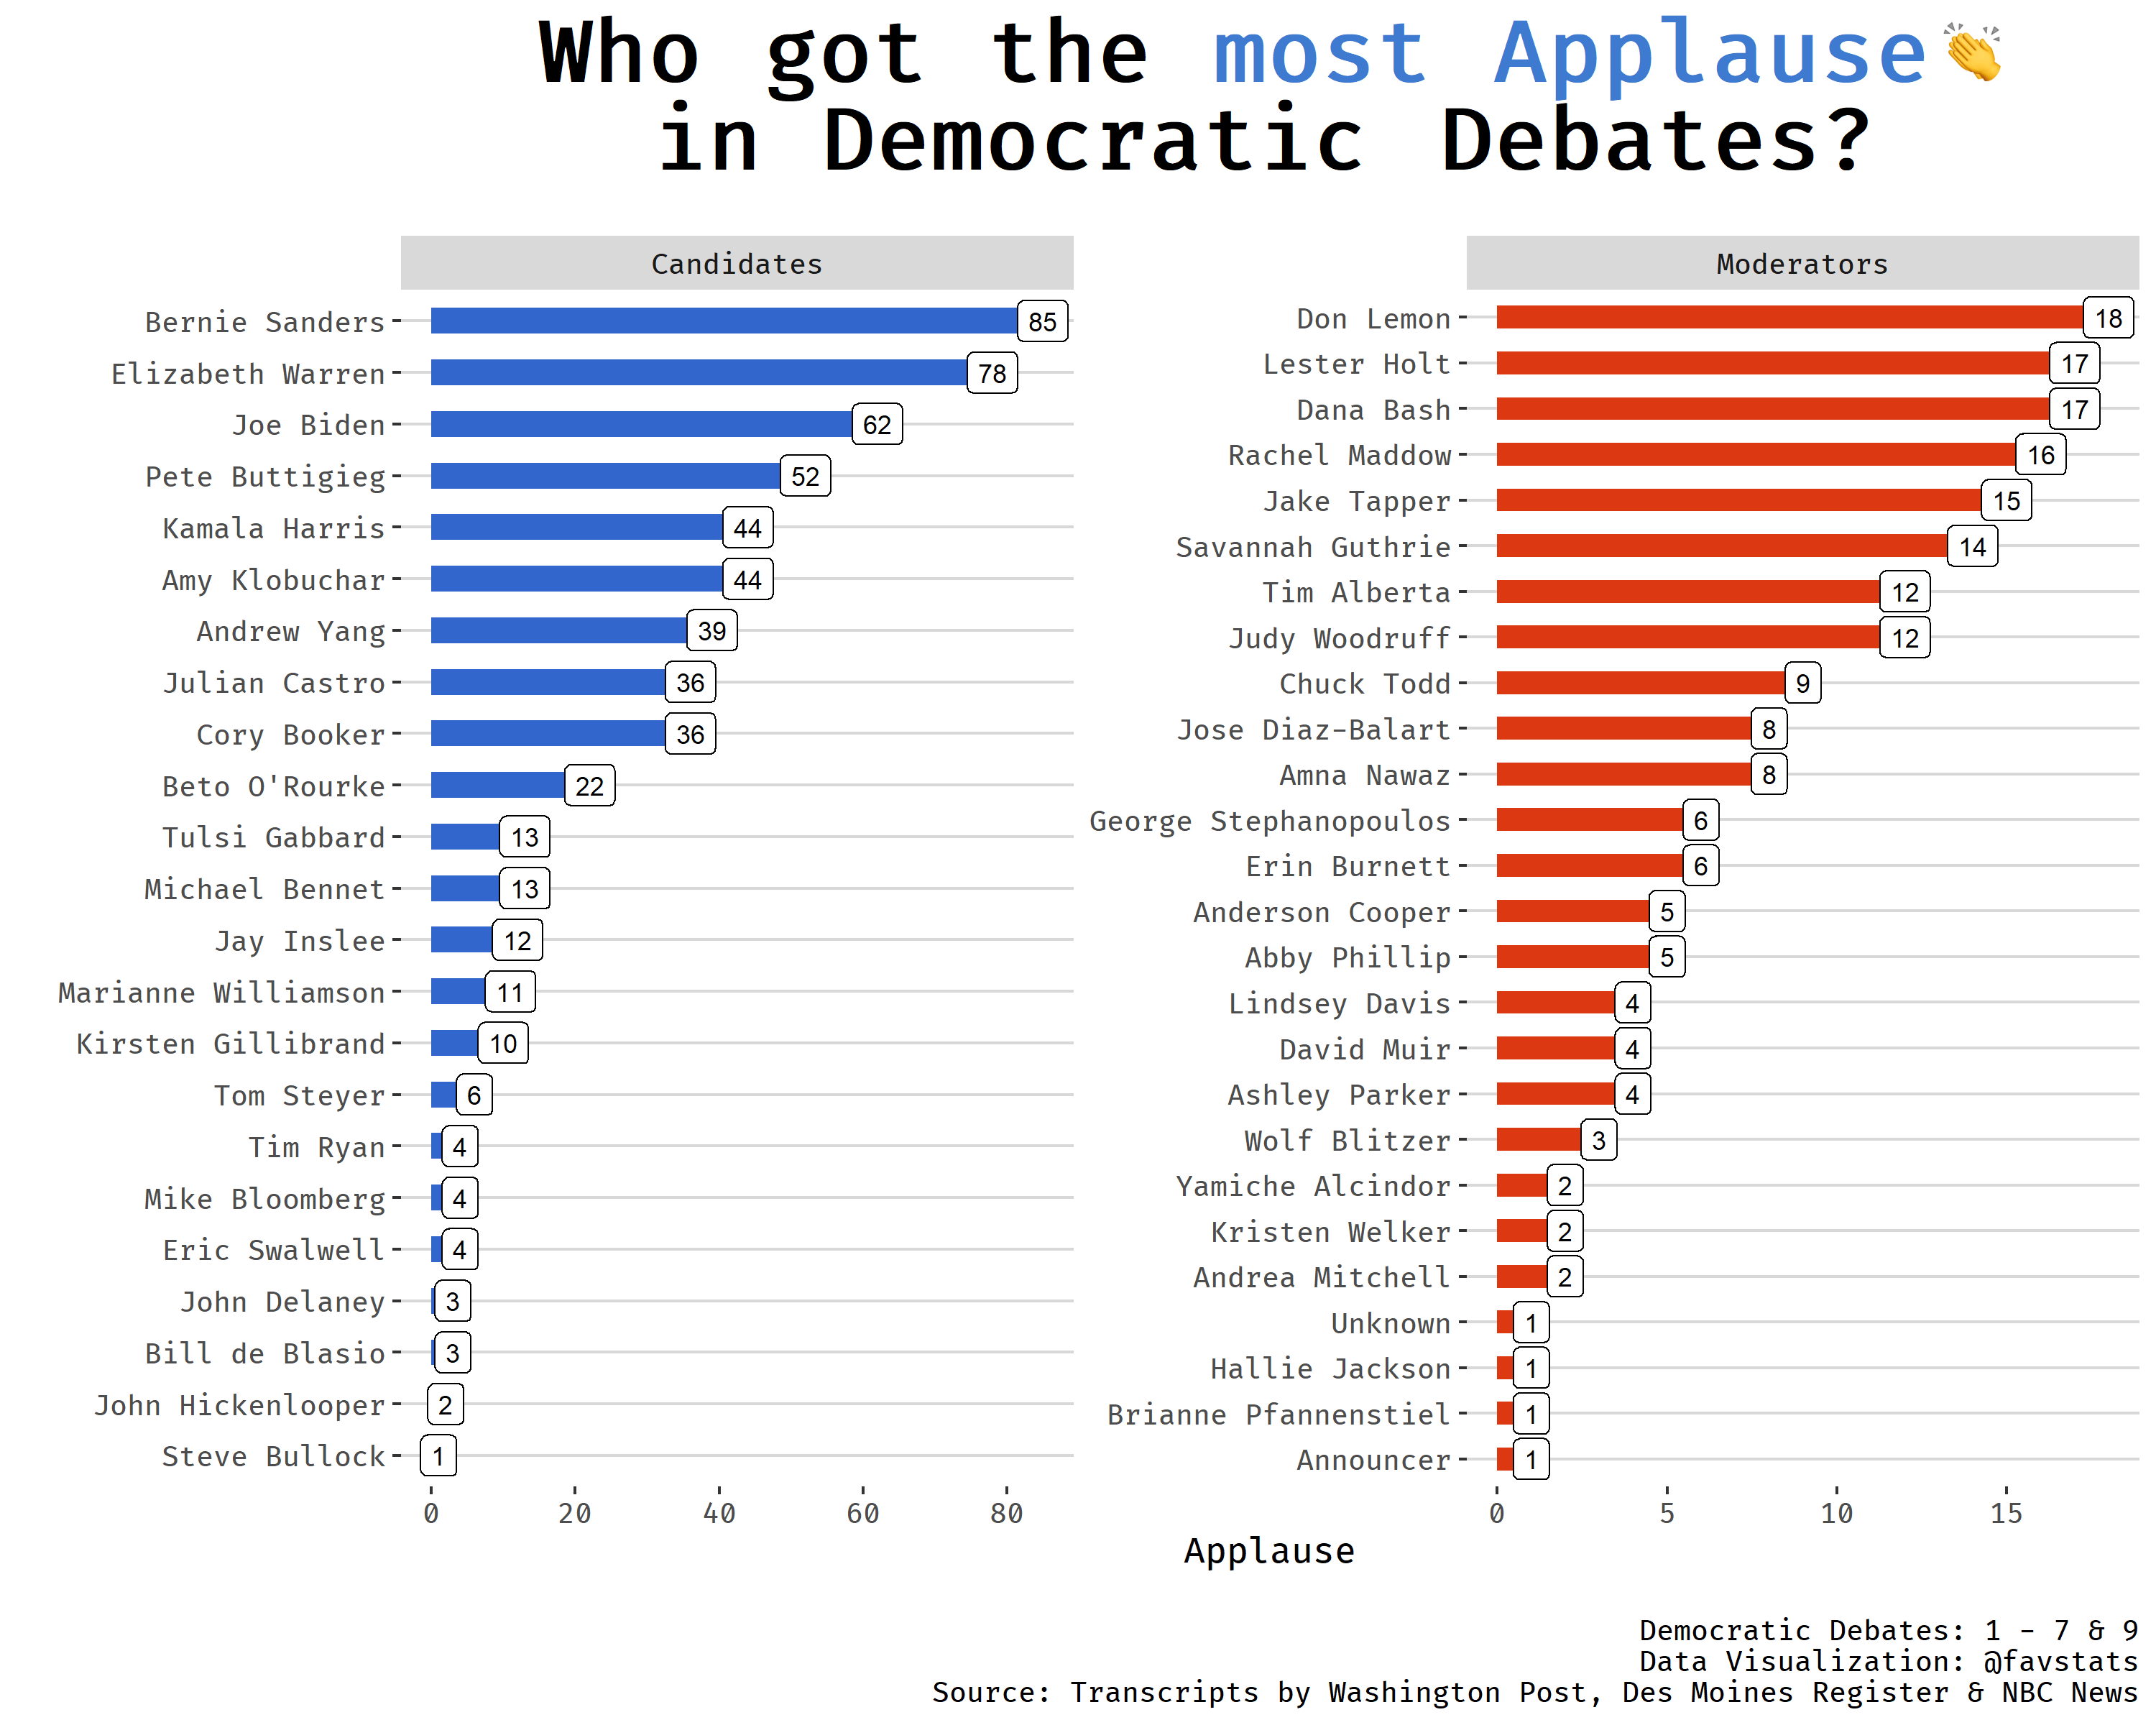 Who got the most Applause👏
in Democratic Debates?
Candidates
Bernie Sanders 85
Elizabeth Warren 78
Joe Biden 62
Pete Buttigieg 52
Kamala Harris 44
Amy Klobuchar 44
Andrew Yang 39
Julian Castro 36
Cory Booker 36
Beto O'Rourke 22
Tulsi Gabbard 13
Michael Bennet 13
Jay Inslee 12
Marianne Williamson 11
Kirsten Gillibrand 10
Tom Steyer 6
Tim Ryan 4
Mike Bloomberg 4
Eric Swalwell 4
John Delaney 3
Bill de Blasio 3
John Hickenlooper 2
Steve Bullock 1
0 20 40 60 80
Moderators
Don Lemon 18
Lester Holt 17
Dana Bash 17
Rachel Maddow 16
Jake Tapper 15
Savannah Guthrie 14
Tim Alberta 12
Judy Woodruff 12
Chuck Todd 9
Jose Diaz-Balart 8
Amna Nawaz 8
George Stephanopoulos 6
Erin Burnett 6
Anderson Cooper 5
Abby Phillip 5
Lindsey Davis 4
David Muir 4
Ashley Parker 4
Wolf Blitzer 3
Yamiche Alcindor 2
Kristen Welker 2
Andrea Mitchell 2
Unknown 1
Hallie Jackson 1
Brianne Pfannenstiel 1
Announcer 1
0 5 10 15
Applause
Democratic Debates: 1 - 7 & 9
Data Visualization: @favstats
Source: Transcripts by Washington Post, Des Moines Register & NBC News